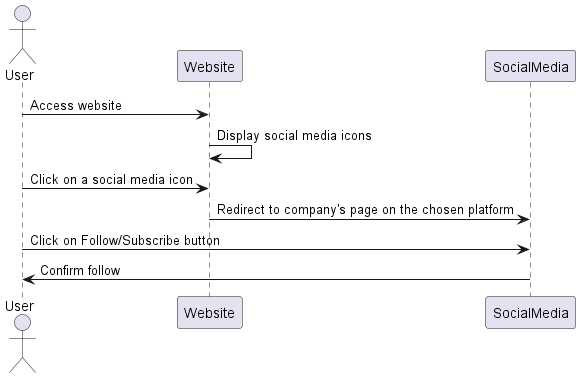 User
Website
SocialMedia
Access website
Display social media icons
Click on a social media icon
Redirect to company's page on the chosen platform
Click on Follow/Subscribe button
Confirm follow
User
Website
SocialMedia